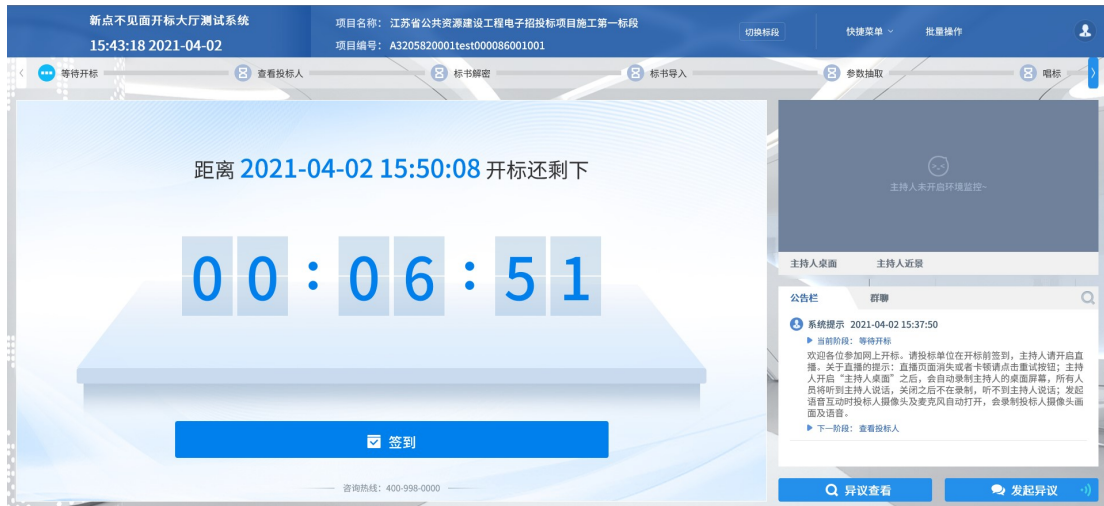 新点不见面开标大厅测试系统
15:43:18 2021-04-02
项目名称： 江苏省公共资源建设工程电子招投标项目施工第一标段
项目编号： A3205820001test000086001001
切换标段
快捷菜单
批量操作
等待开标
查看投标人
标书解密
标书导入
参数抽取
唱标
距离 2021-04-02 15:50:08 开标还剩下
00：06：51
签到
咨询热线：400-998-0000
>.<
主持人未开启环境监控~
主持人桌面
主持人近景
公告栏
群聊
系统提示 2021-04-02 15:37:50
当前阶段： 等待开标
欢迎各位参加网上开标。请投标单位在开标前签到，主持人请开启直
播。关于直播的提示：直播页面消失或者卡顿请点击重试按钮；主持
人开启“主持人桌面”之后，会自动录制主持人的桌面屏幕，所有人
员将听到主持人说话，关闭之后不在录制，听不到主持人说话；发起
语音互动时投标人摄像头及麦克风自动打开，会录制投标人摄像头画
面及语音。
下一阶段： 查看投标人
异议查看
发起异议